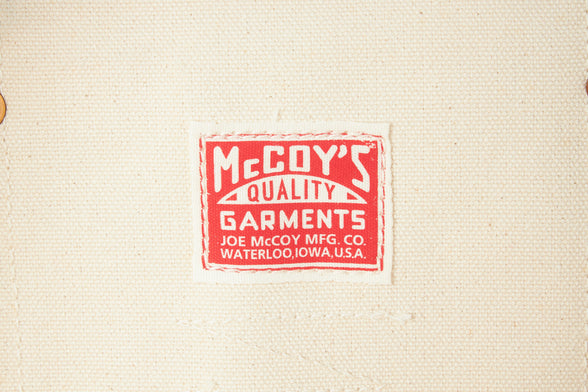 McCOY'S
QUALITY
GARMENTS
JOE McCOY MFG. CO.
WATERLOO,IOWA,U.S.A.